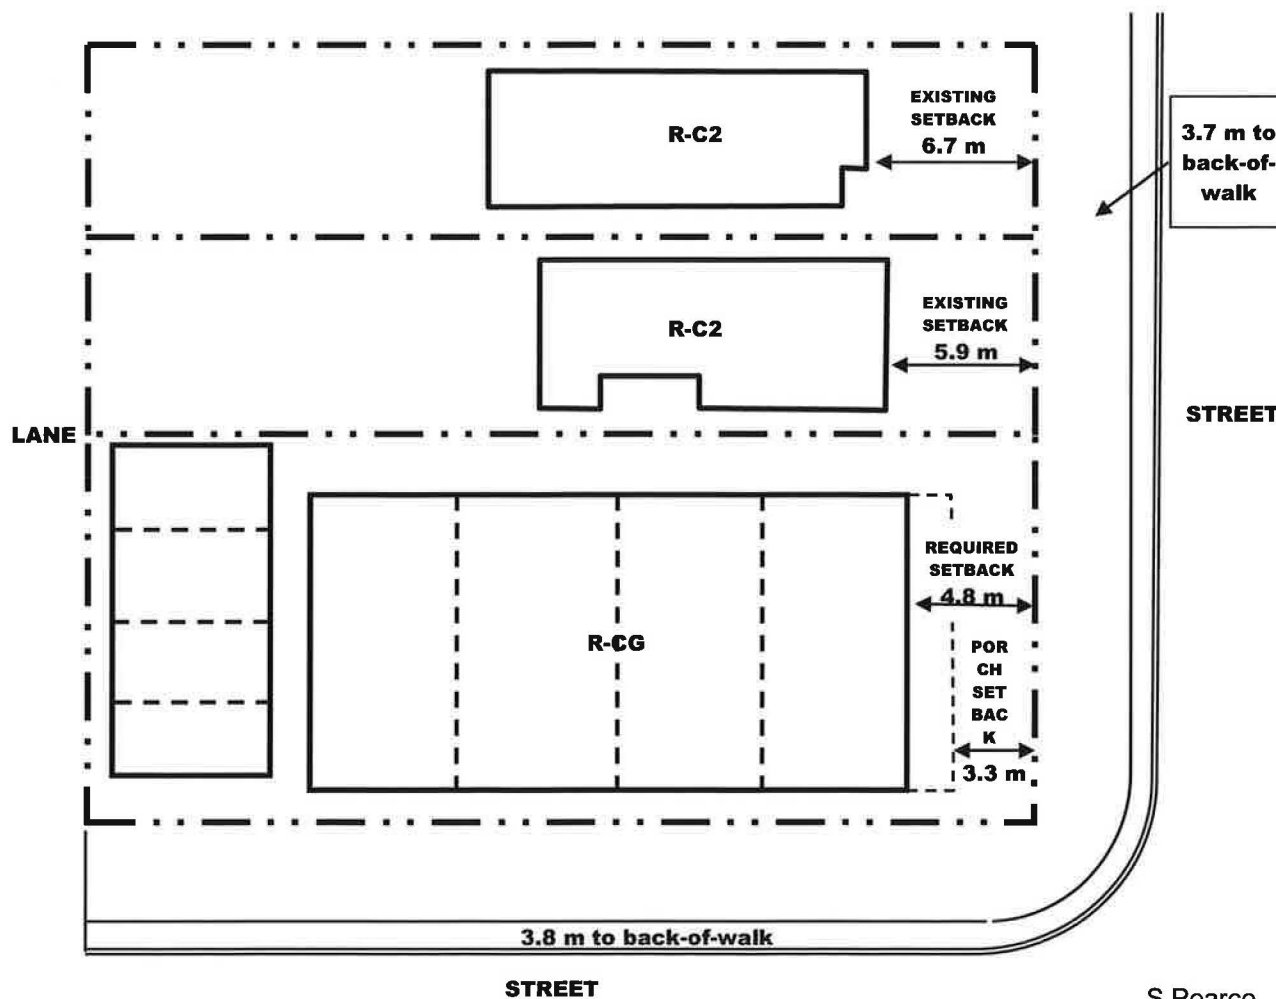 EXISTING
SETBACK
6.7 m
R-C2
3.7 m to
back-of-
walk
EXISTING
SETBACK
5.9 m
R-C2
STREET
LANE
REQUIRED
SETBACK
4.8 m
R-CG
POR
CH
SET
BAC
K
3.3 m
3.8 m to back-of-walk
STREET
S Pearce